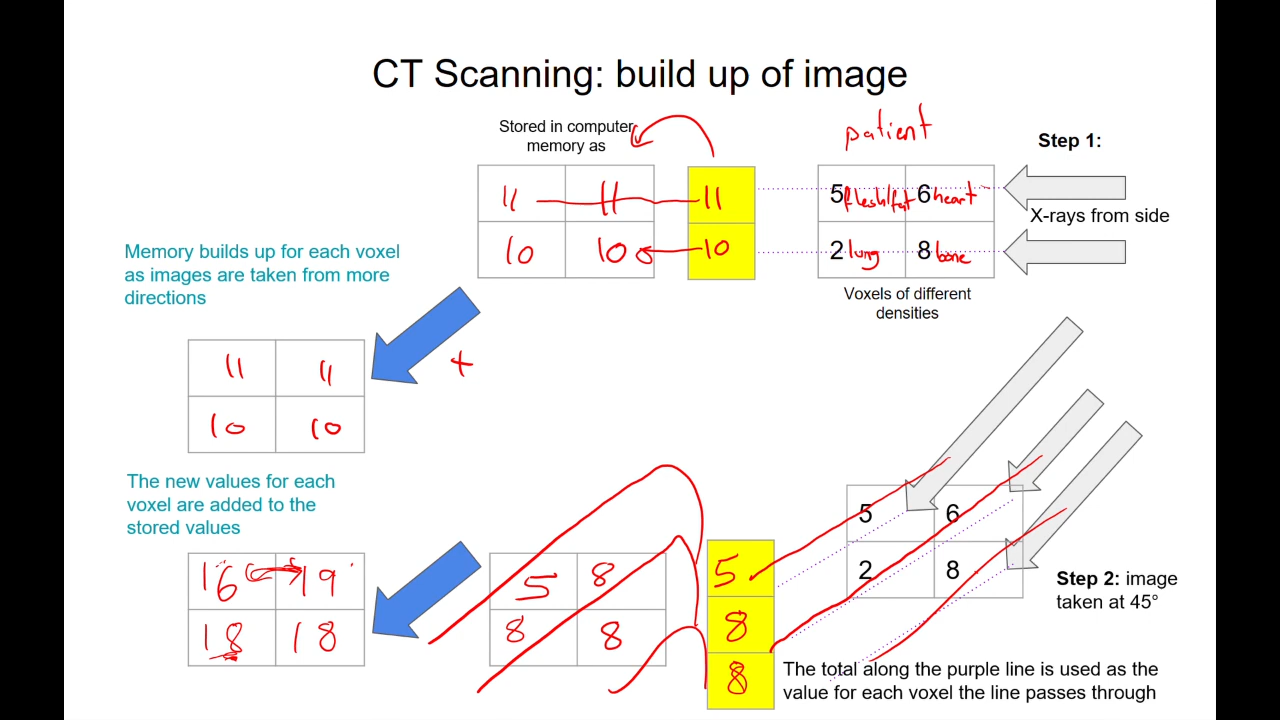 CT Scanning: build up of image
Stored in computer
memory as
patient
Step 1:
11 11 11
5 flesh/fat 6 heart
X-rays from side
10 10 10
2 lung 8 bone
Voxels of different
densities
Memory builds up for each voxel
as images are taken from more
directions
+
11 11
10 10
The new values for each
voxel are added to the
stored values
16 19
18 18
5 8
8 8
5
8
8
5 6
2 8
Step 2: image
taken at 45°
The total along the purple line is used as the
value for each voxel the line passes through